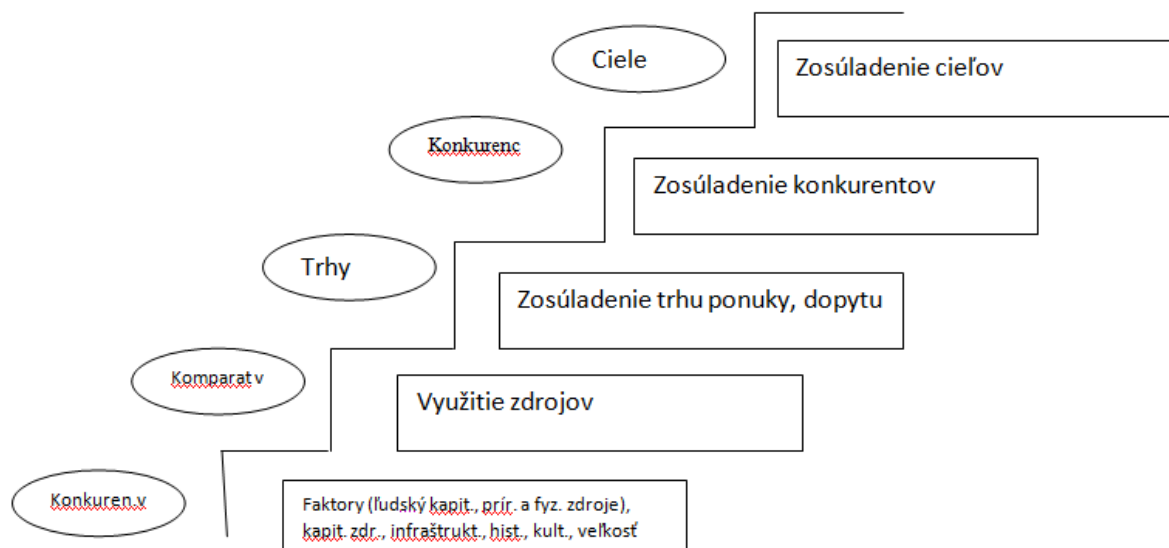 Ciele
Zosúladenie cieľov
Konkurenc
Zosúladenie konkurentov
Trhy
Zosúladenie trhu ponuky, dopytu
Komparat v
Využitie zdrojov
Konkuren.v
Faktory (ľudský kapit., prír. a fyz. zdroje),
kapit. zdr., infraštrukt., hist., kult., veľkosť